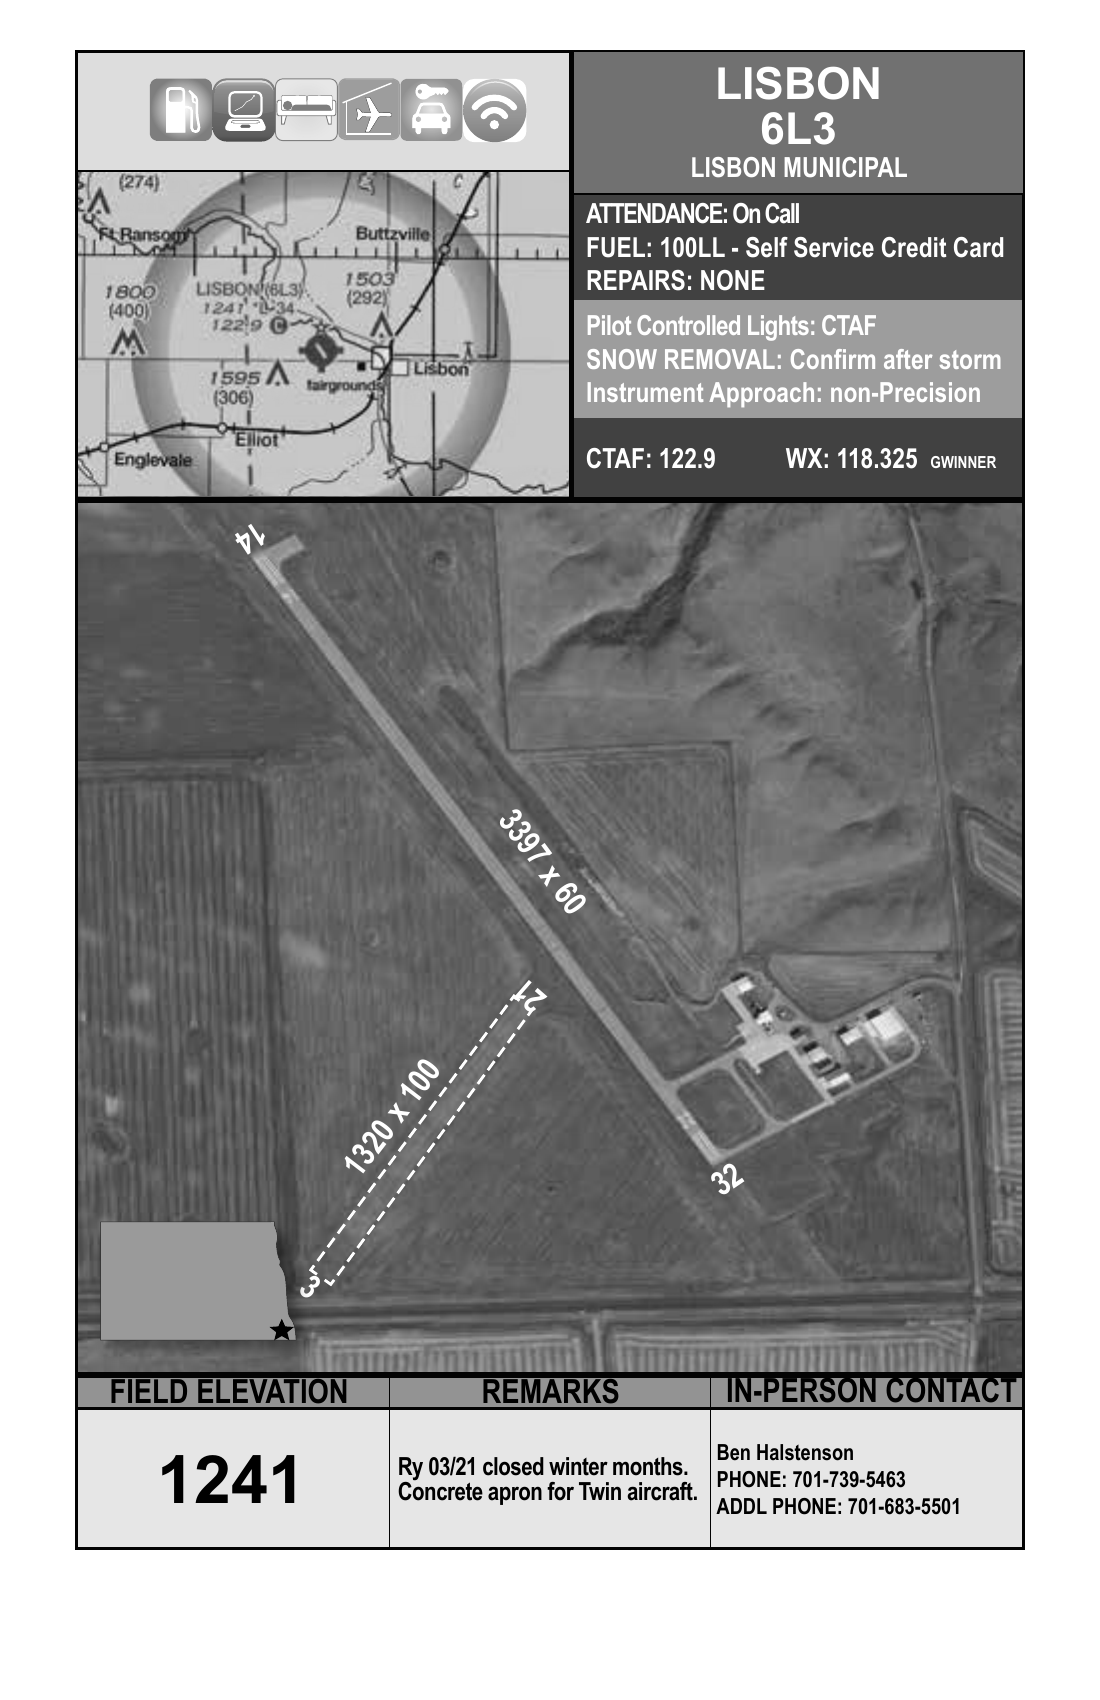 LISBON
6L3
LISBON MUNICIPAL
ATTENDANCE: On Call
FUEL: 100LL - Self Service Credit Card
REPAIRS: NONE
Pilot Controlled Lights: CTAF
SNOW REMOVAL: Confirm after storm
Instrument Approach: non-Precision
CTAF: 122.9 WX: 118.325 GWINNER
(274)
Ft Ransom
Buttzville
1800
(400)
LISBON (6L3)
1241 *L 34
122.9 C
1503
(292)
1595
(306)
fairgrounds
Lisbon
Elliot
Englevale
C
14
3397 x 60
21
1320 x 100
32
3
FIELD ELEVATION
1241
REMARKS
Ry 03/21 closed winter months.
Concrete apron for Twin aircraft.
IN-PERSON CONTACT
Ben Halstenson
PHONE: 701-739-5463
ADDL PHONE: 701-683-5501